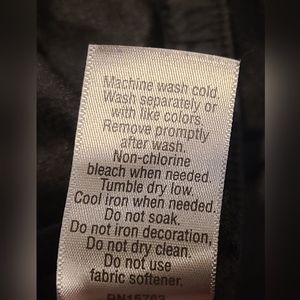 Machine wash cold.
Wash separately or
with like colors.
Remove promptly
after wash.
Non-chlorine
bleach when needed.
Tumble dry low.
Cool iron when needed.
Do not soak.
Do not iron decoration,
Do not dry clean.
Do not use
fabric softener.